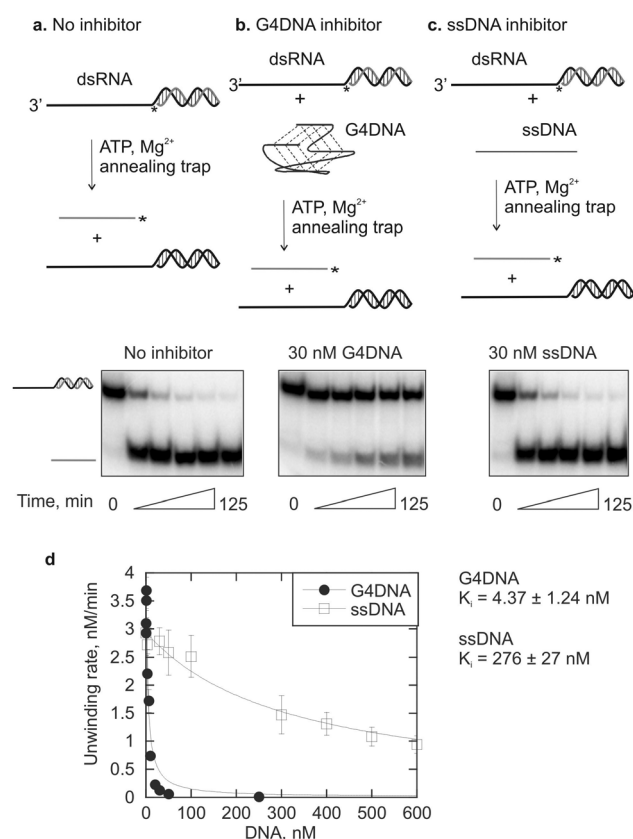 a. No inhibitor
b. G4DNA inhibitor
c. ssDNA inhibitor
dsRNA
3'
*
ATP, Mg²⁺
annealing trap
*
+
dsRNA
*
+
G4DNA
ATP, Mg²⁺
annealing trap
*
+
dsRNA
*
+
ssDNA
ATP, Mg²⁺
annealing trap
*
+
No inhibitor
30 nM G4DNA
30 nM ssDNA
Time, min
0
125
0
125
0
125
d
4
3.5
3
2.5
2
1.5
1
0.5
0
Unwinding rate, nM/min
G4DNA
ssDNA
0 100 200 300 400 500 600
DNA, nM
G4DNA
Kᵢ = 4.37 ± 1.24 nM
ssDNA
Kᵢ = 276 ± 27 nM